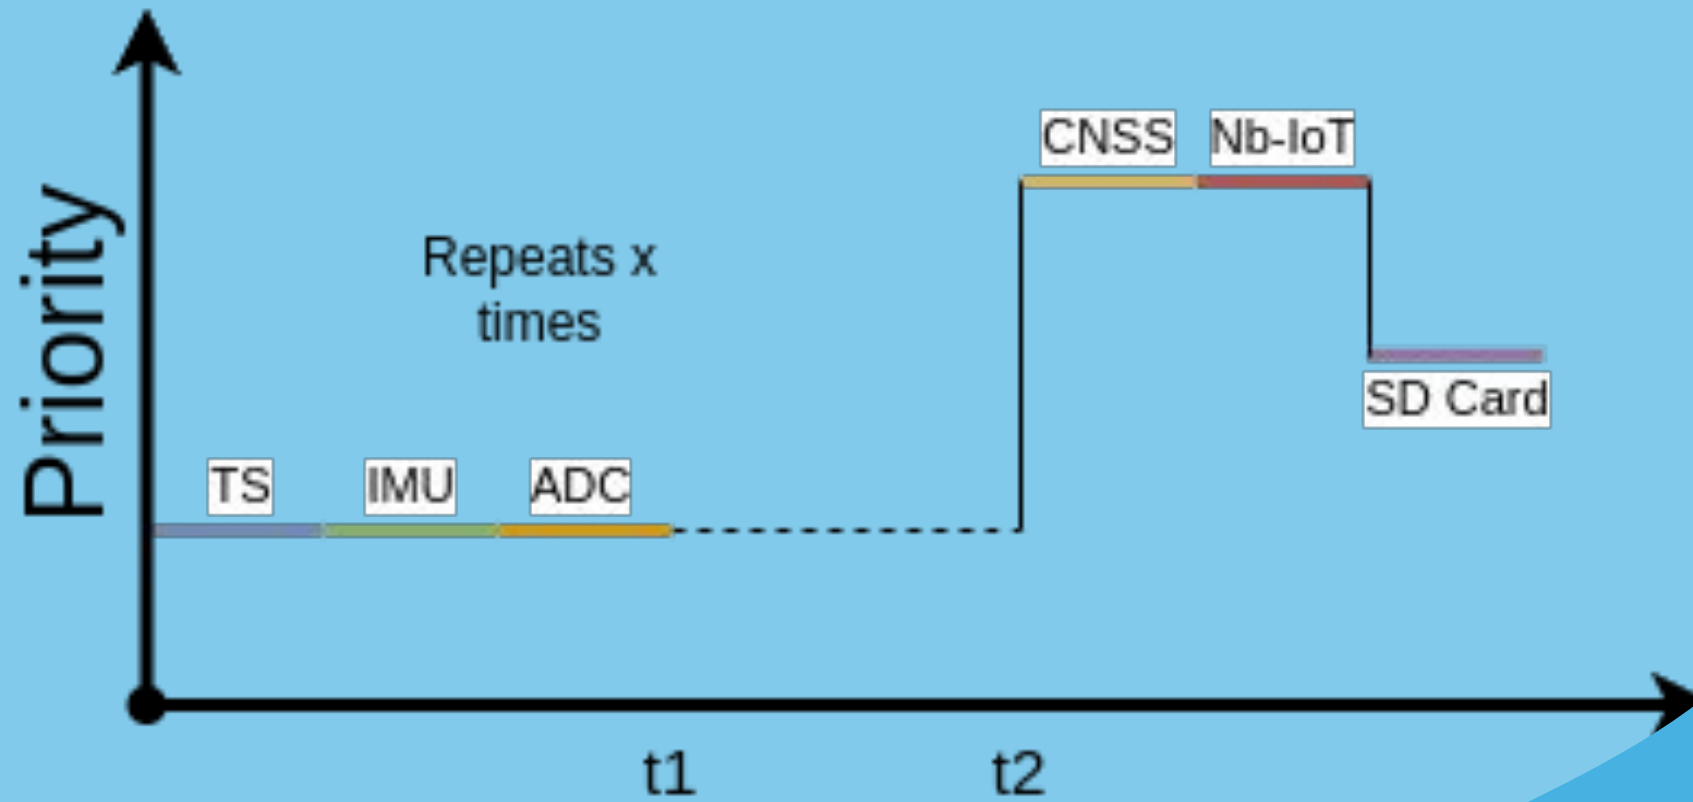 Priority
CNSS
Nb-IoT
Repeats x
times
SD Card
TS
IMU
ADC
t1
t2